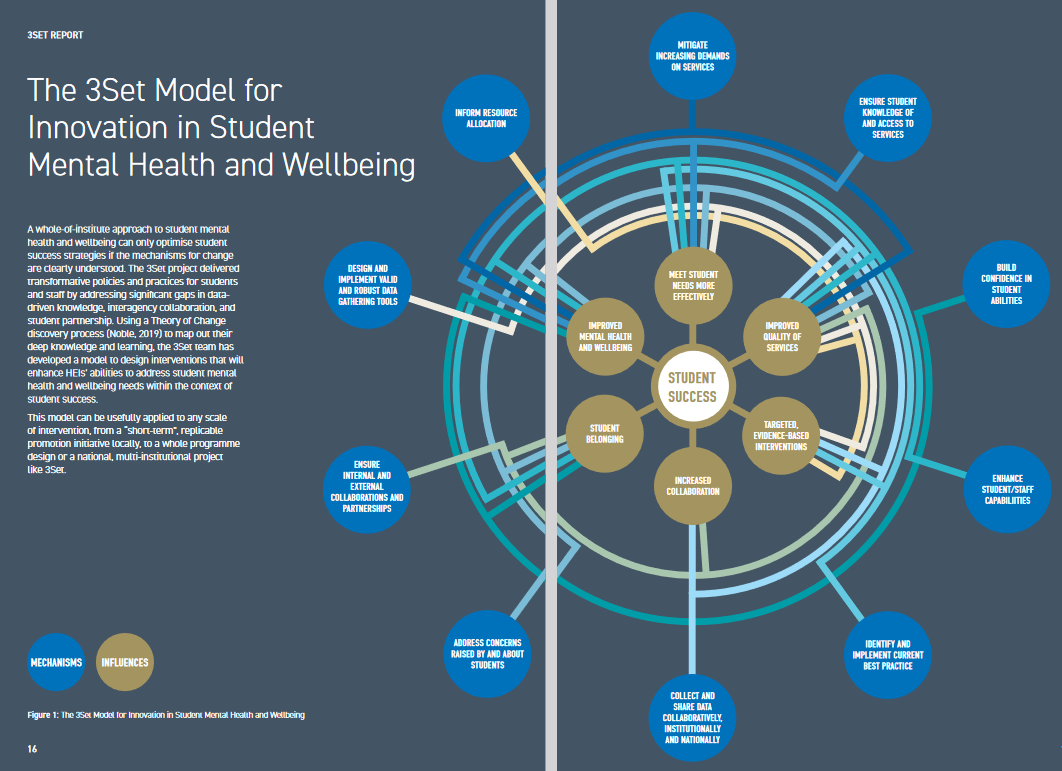 3SET REPORT
The 3Set Model for
Innovation in Student
Mental Health and Wellbeing
A whole-of-institute approach to student mental
health and wellbeing can only optimise student
success strategies if the mechanisms for change
are clearly understood. The 3Set project delivered
transformative policies and practices for students
and staff by addressing significant gaps in data-
driven knowledge, interagency collaboration, and
student partnership. Using a Theory of Change
discovery process (Noble, 2019) to map out their
deep knowledge and learning, the 3Set team has
developed a model to design interventions that will
enhance HEIs' abilities to address student mental
health and wellbeing needs within the context of
student success.
This model can be usefully applied to any scale
of intervention, from a "short-term", replicable
promotion initiative locally, to a whole programme
design or a national, multi-institutional project
like 3Set.
MECHANISMS
INFLUENCES
Figure 1: The 3Set Model for Innovation in Student Mental Health and Wellbeing
16
MITIGATE
INCREASING DEMANDS
ON SERVICES
INFORM RESOURCE
ALLOCATION
ENSURE STUDENT
KNOWLEDGE OF
AND ACCESS TO
SERVICES
DESIGN AND
IMPLEMENT VALID
AND ROBUST DATA
GATHERING TOOLS
BUILD
CONFIDENCE IN
STUDENT
ABILITIES
MEET STUDENT
NEEDS MORE
EFFECTIVELY
IMPROVED
MENTAL HEALTH
AND WELLBEING
IMPROVED
QUALITY OF
SERVICES
STUDENT
SUCCESS
STUDENT
BELONGING
TARGETED,
EVIDENCE-BASED
INTERVENTIONS
INCREASED
COLLABORATION
ENSURE
INTERNAL AND
EXTERNAL
COLLABORATIONS AND
PARTNERSHIPS
ENHANCE
STUDENT/STAFF
CAPABILITIES
ADDRESS CONCERNS
RAISED BY AND ABOUT
STUDENTS
IDENTIFY AND
IMPLEMENT CURRENT
BEST PRACTICE
COLLECT AND
SHARE DATA
COLLABORATIVELY,
INSTITUTIONALLY
AND NATIONALLY